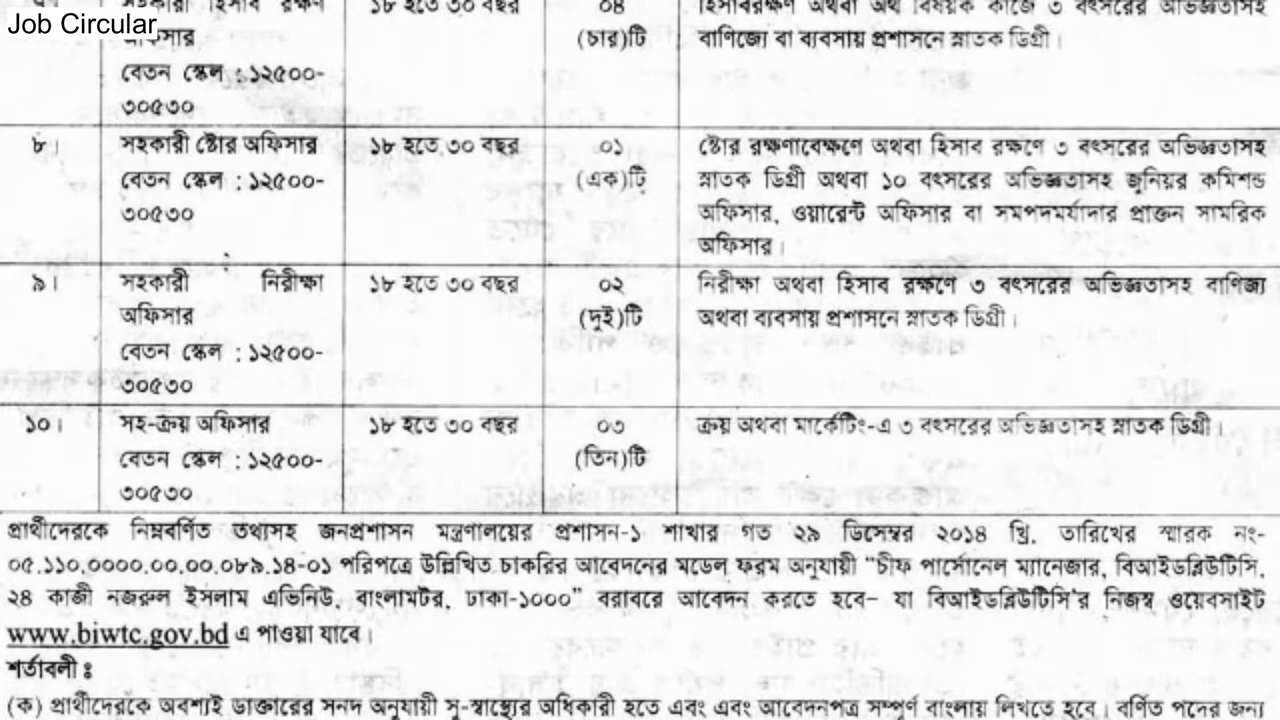 Job Circular
সহকারী হিসাব রক্ষণ
অফিসার
বেতন স্কেল : ১২৫০০-
৩০৫৩০
১৮ হতে ৩০ বছর
০৪
(চার)টি
হিসাবরক্ষণ অথবা অর্থ বিষয়ক কাজে ৩ বৎসরের অভিজ্ঞতাসহ
বাণিজ্যে বা ব্যবসায় প্রশাসনে স্নাতক ডিগ্রী।
৮।
সহকারী ষ্টোর অফিসার
বেতন স্কেল : ১২৫০০-
৩০৫৩০
১৮ হতে ৩০ বছর
০১
(এক)টি
ষ্টোর রক্ষণাবেক্ষণে অথবা হিসাব রক্ষণে ৩ বৎসরের অভিজ্ঞতাসহ
স্নাতক ডিগ্রী অথবা ১০ বৎসরের অভিজ্ঞতাসহ জুনিয়র কমিশন্ড
অফিসার, ওয়ারেন্ট অফিসার বা সমপদমর্যাদার প্রাক্তন সামরিক
অফিসার।
৯।
সহকারী নিরীক্ষা
অফিসার
বেতন স্কেল : ১২৫০০-
৩০৫৩০
১৮ হতে ৩০ বছর
০২
(দুই)টি
নিরীক্ষা অথবা হিসাব রক্ষণে ৩ বৎসরের অভিজ্ঞতাসহ বাণিজ্য
অথবা ব্যবসায় প্রশাসনে স্নাতক ডিগ্রী।
১০।
সহ-ক্রয় অফিসার
বেতন স্কেল : ১২৫০০-
৩০৫৩০
১৮ হতে ৩০ বছর
০৩
(তিন)টি
ক্রয় অথবা মার্কেটিং-এ ৩ বৎসরের অভিজ্ঞতাসহ স্নাতক ডিগ্রী।
প্রার্থীদেরকে নিম্নবর্ণিত তথ্যসহ জনপ্রশাসন মন্ত্রণালয়ের প্রশাসন-১ শাখার গত ২৯ ডিসেম্বর ২০১৪ খ্রি. তারিখের স্মারক নং-
০৫.১১০.০০০০.০০.০০.০৮৯.১৪-০১ পরিপত্রে উল্লিখিত চাকরির আবেদনের মডেল ফরম অনুযায়ী “চীফ পার্সোনেল ম্যানেজার, বিআইডব্লিউটিসি,
২৪ কাজী নজরুল ইসলাম এভিনিউ, বাংলামটর, ঢাকা-১০০০” বরাবরে আবেদন করতে হবে– যা বিআইডব্লিউটিসি'র নিজস্ব ওয়েবসাইট
www.biwtc.gov.bd এ পাওয়া যাবে।
শর্তাবলী ঃ
(ক) প্রার্থীদেরকে অবশ্যই ডাক্তারের সনদ অনুযায়ী সু-স্বাস্থ্যের অধিকারী হতে এবং এবং আবেদনপত্র সম্পূর্ণ বাংলায় লিখতে হবে। বর্ণিত পদের জন্য